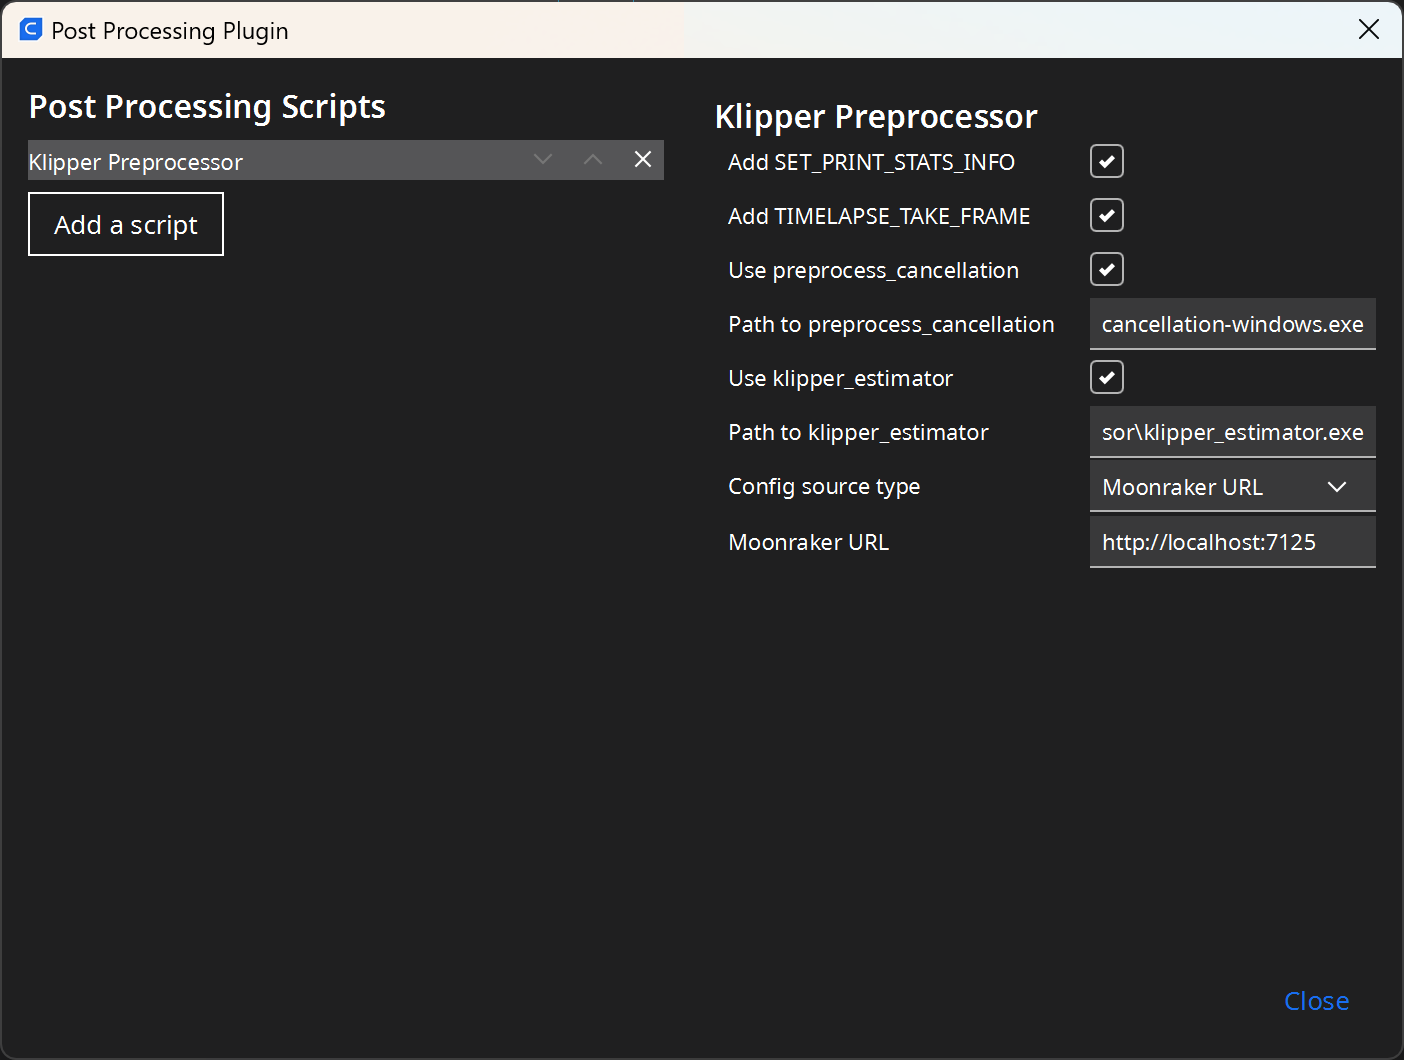 Post Processing Plugin
Post Processing Scripts
Klipper Preprocessor
Add a script
Klipper Preprocessor
Add SET_PRINT_STATS_INFO
Add TIMELAPSE_TAKE_FRAME
Use preprocess_cancellation
Path to preprocess_cancellation cancellation-windows.exe
Use klipper_estimator
Path to klipper_estimator sor\klipper_estimator.exe
Config source type Moonraker URL
Moonraker URL http://localhost:7125
Close